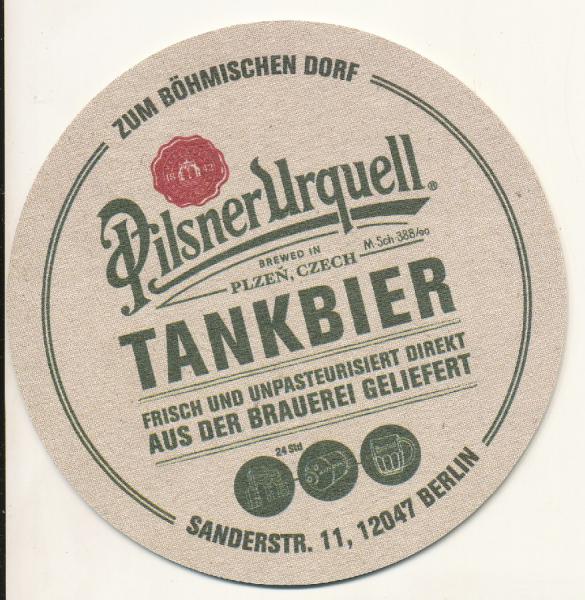 ZUM BÖHMISCHEN DORF
1842
Pilsner Urquell®
BREWED IN
PLZEŇ, CZECH
M. Sch 388/90
TANKBIER
FRISCH UND UNPASTEURISIERT DIREKT
AUS DER BRAUEREI GELIEFERT
24 Std
SANDERSTR. 11, 12047 BERLIN